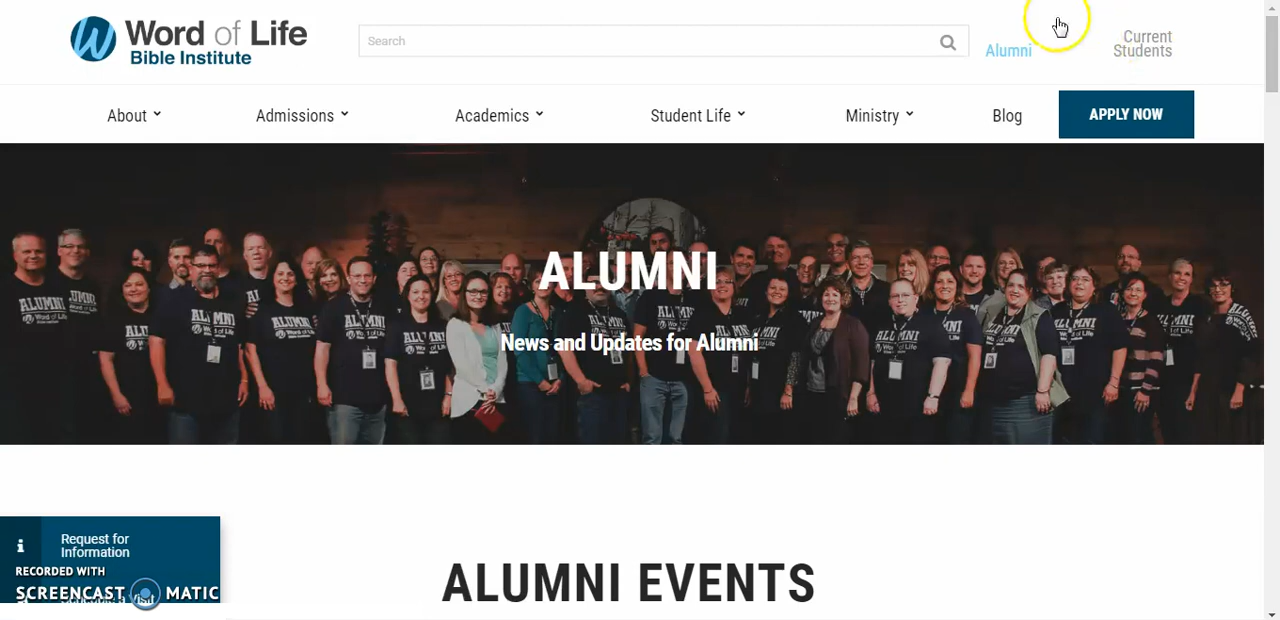 Word of Life
Bible Institute
Search
Alumni
Current
Students
About
Admissions
Academics
Student Life
Ministry
Blog
APPLY NOW
ALUMNI
News and Updates for Alumni
Request for
Information
RECORDED WITH
SCREENCAST MATIC
ALUMNI EVENTS